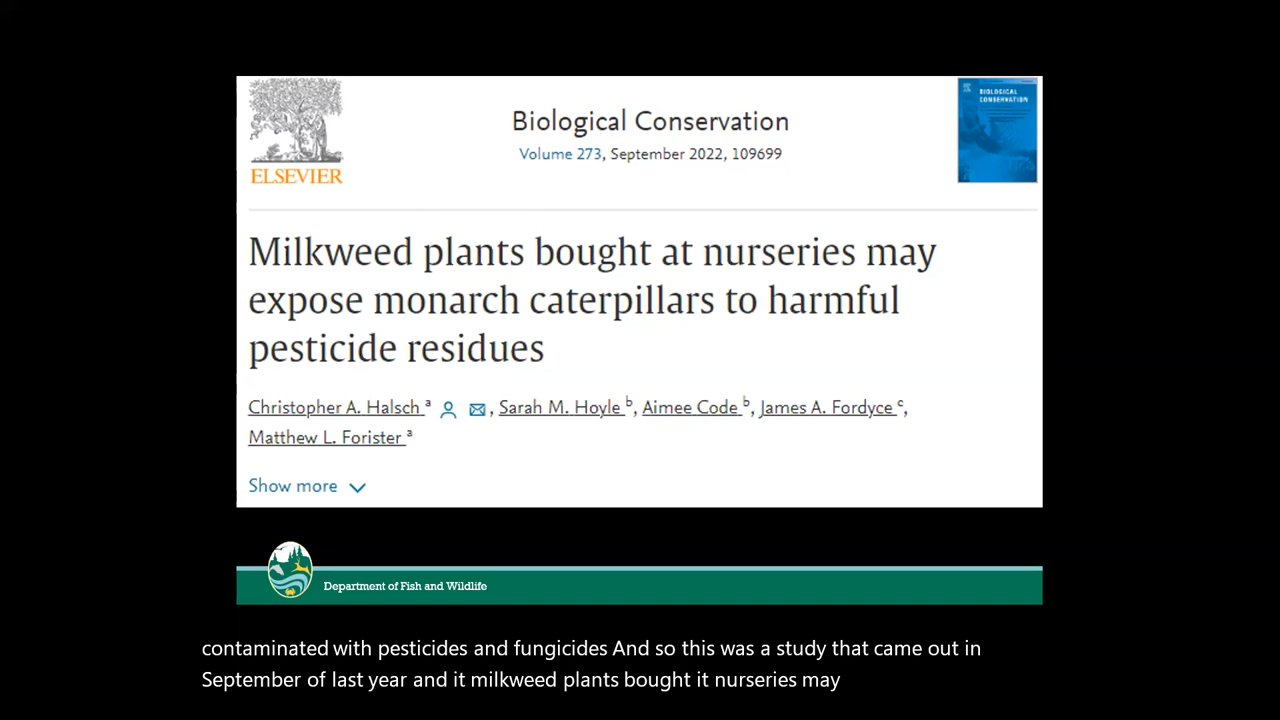 Biological Conservation
Volume 273, September 2022, 109699
BIOLOGICAL
CONSERVATION
ELSEVIER
Milkweed plants bought at nurseries may
expose monarch caterpillars to harmful
pesticide residues
Christopher A. Halsch a , Sarah M. Hoyle b, Aimee Code b, James A. Fordyce c,
Matthew L. Forister a
Show more
Department of Fish and Wildlife
contaminated with pesticides and fungicides And so this was a study that came out in
September of last year and it milkweed plants bought it nurseries may